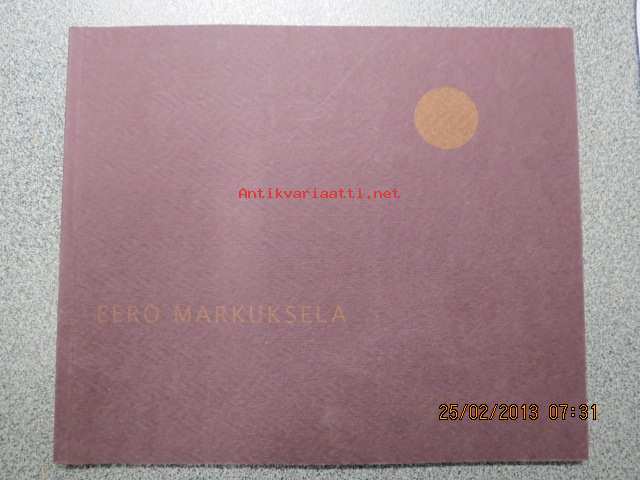 Antikvariaatti.net
EERO MARKUKSELA
25/02/2013 07:31